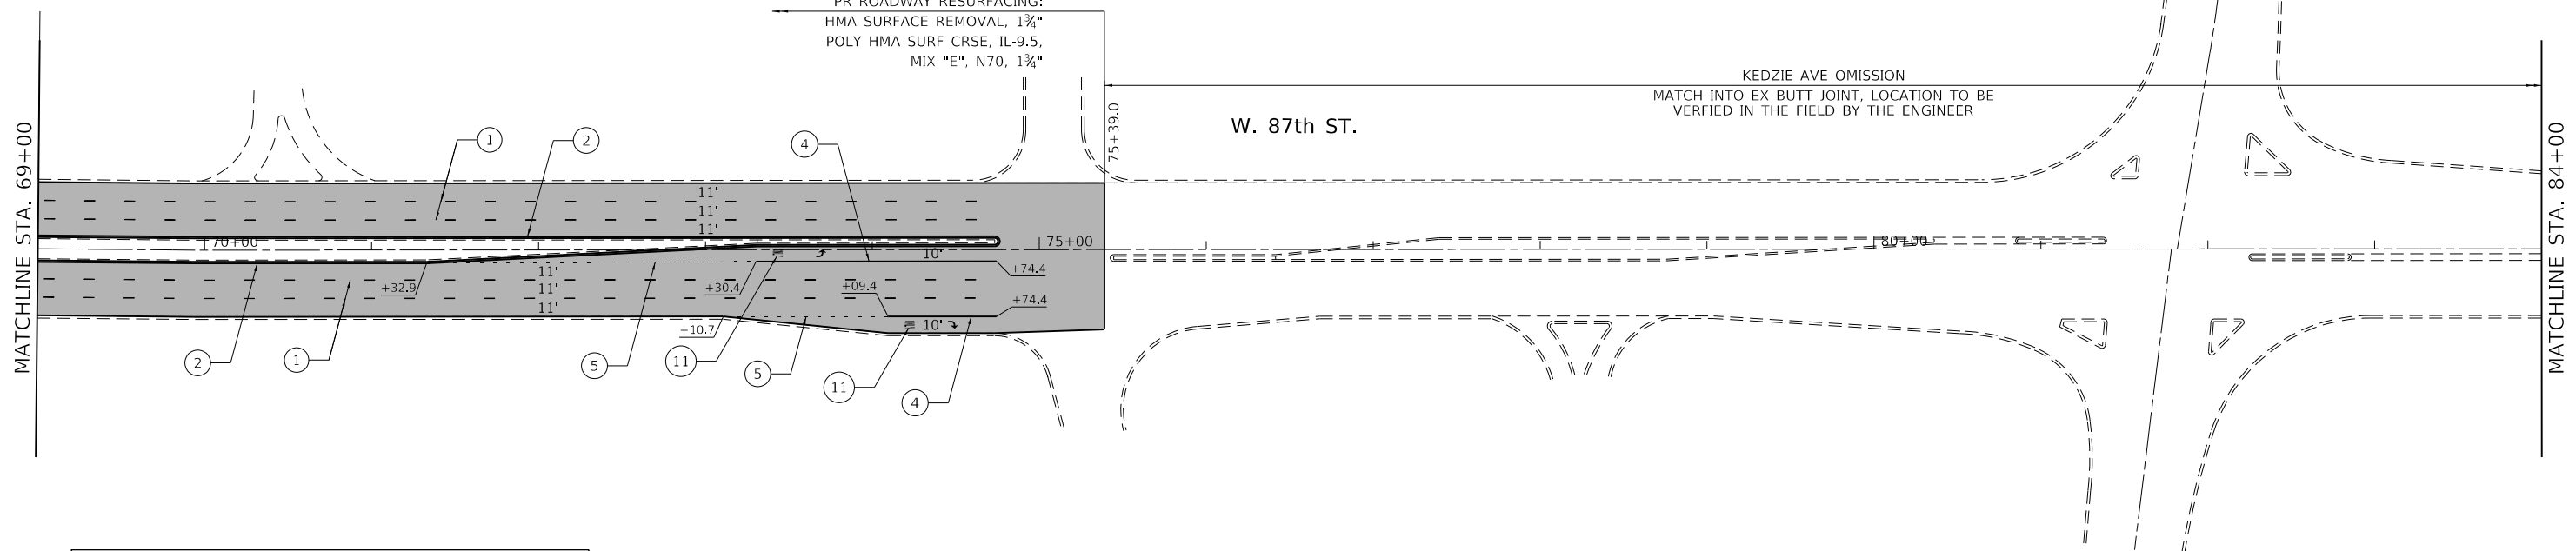 PR ROADWAY RESURFACING:
HMA SURFACE REMOVAL, 1¾"
POLY HMA SURF CRSE, IL-9.5,
MIX "E", N70, 1¾"
KEDZIE AVE OMISSION
MATCH INTO EX BUTT JOINT, LOCATION TO BE
VERFIED IN THE FIELD BY THE ENGINEER
W. 87th ST.
75+39.0
MATCHLINE STA. 69+00
MATCHLINE STA. 84+00
1
2
4
11'
11'
11'
70+00
75+00
80+00
10'
11'
11'
11'
+32.9
+30.4
+09.4
+74.4
+74.4
+10.7
10'
2
1
5
11
5
11
4